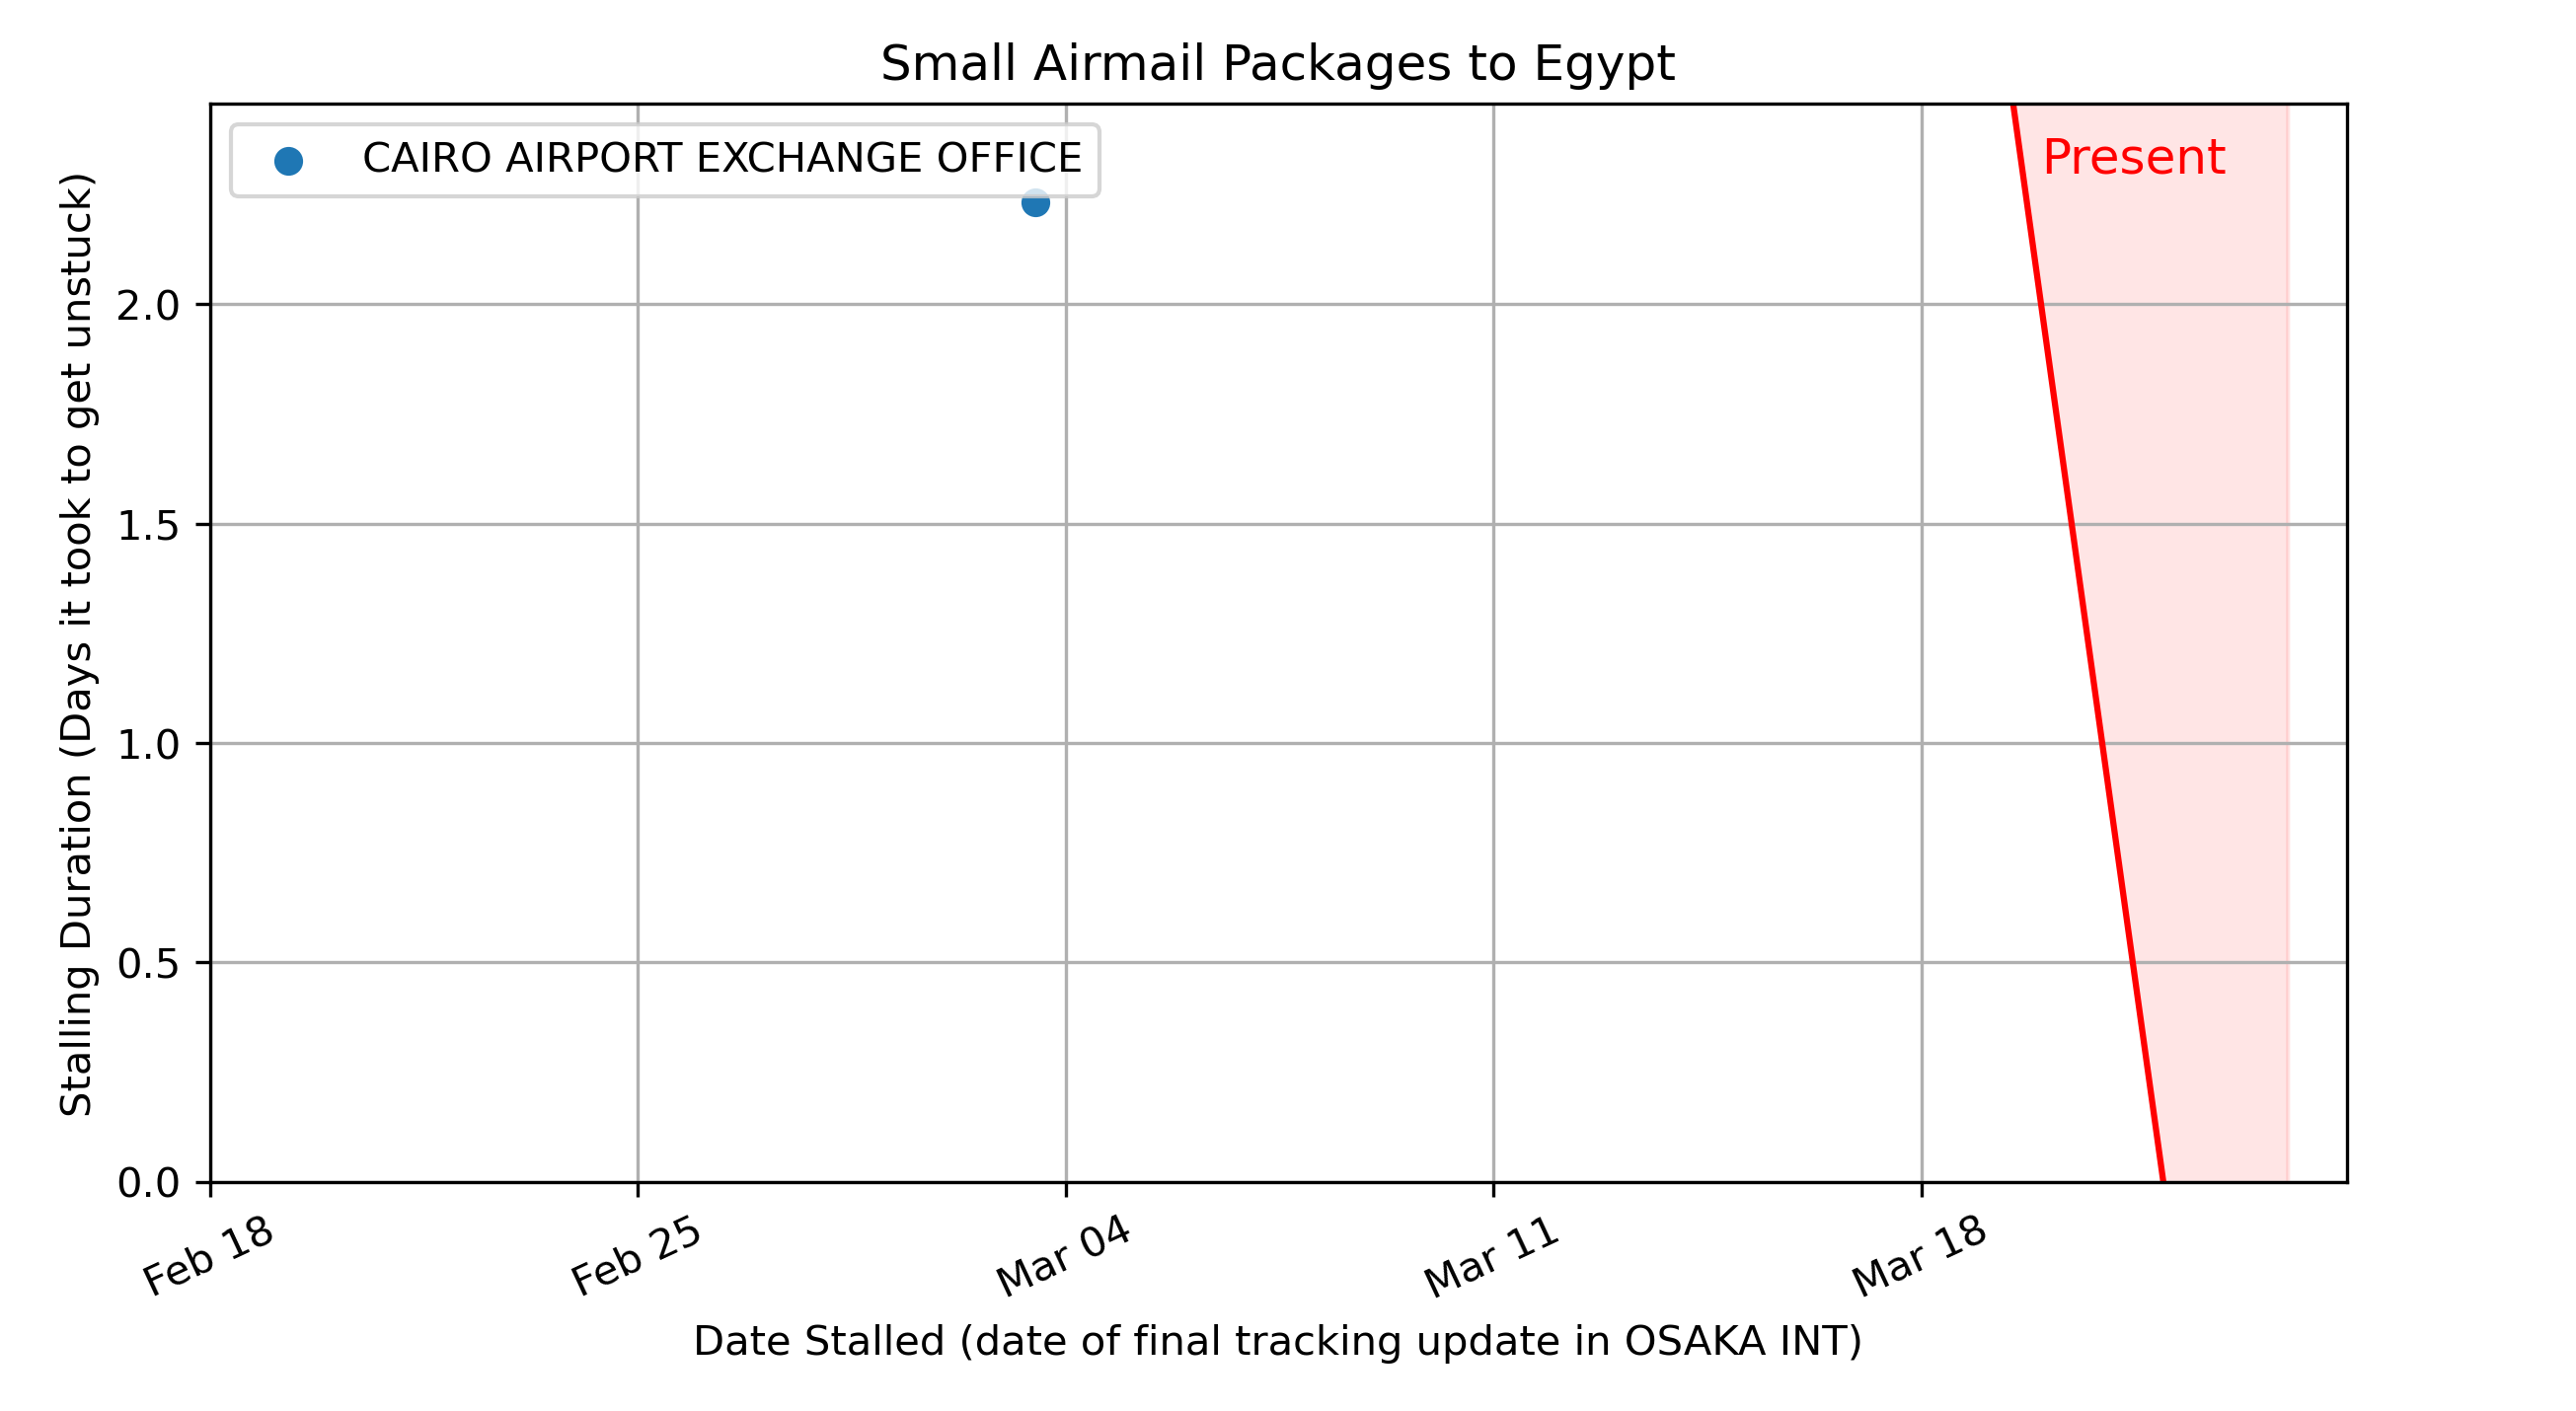 Small Airmail Packages to Egypt
CAIRO AIRPORT EXCHANGE OFFICE
Present
Stalling Duration (Days it took to get unstuck)
2.0
1.5
1.0
0.5
0.0
Feb 18
Feb 25
Mar 04
Mar 11
Mar 18
Date Stalled (date of final tracking update in OSAKA INT)